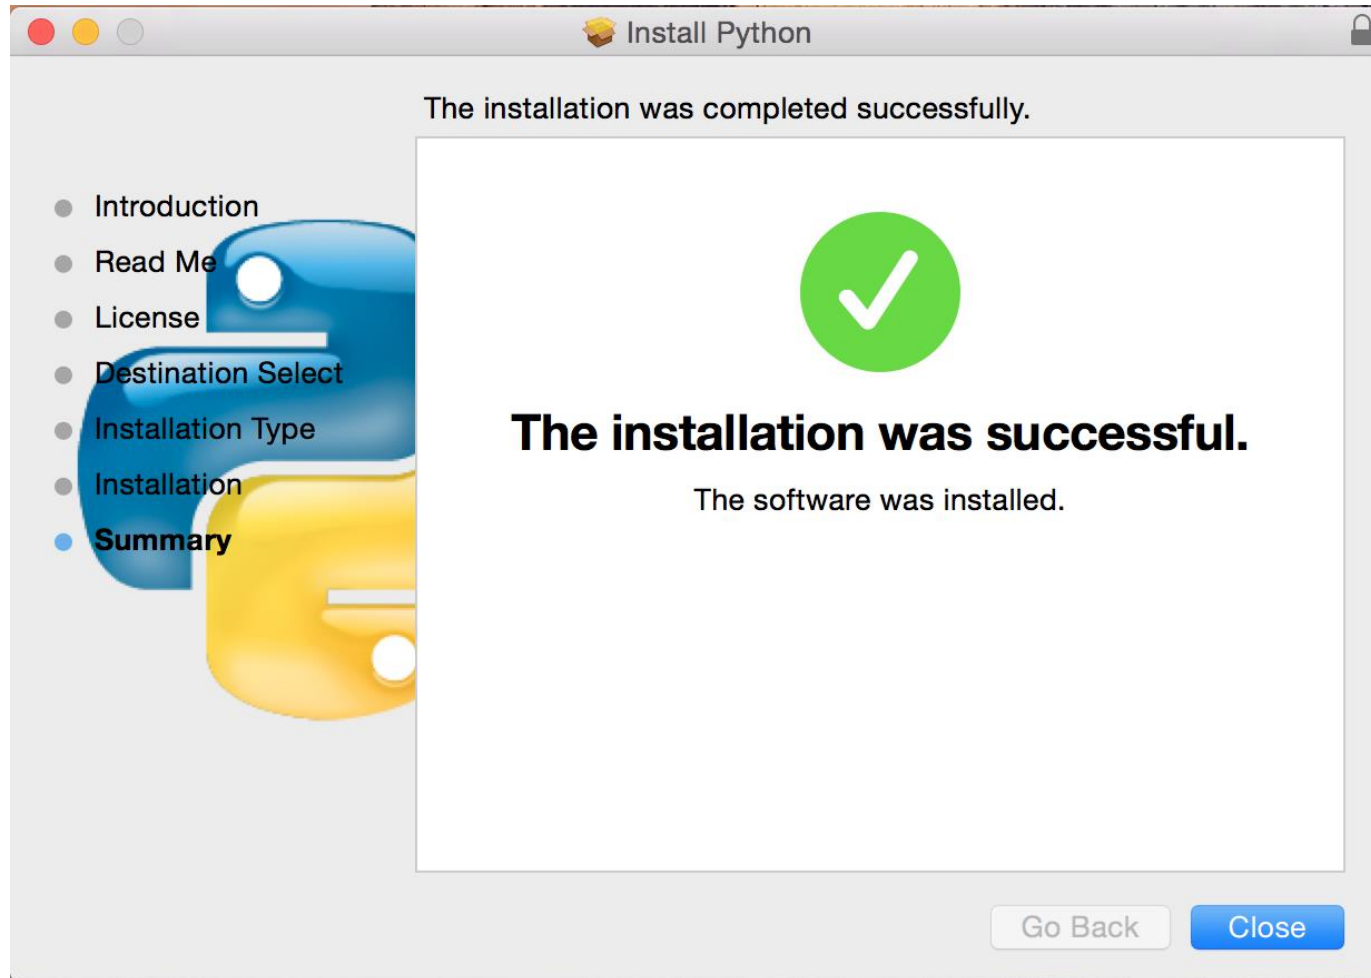 Install Python
The installation was completed successfully.
Introduction
Read Me
License
Destination Select
Installation Type
Installation
Summary
The installation was successful.
The software was installed.
Go Back
Close